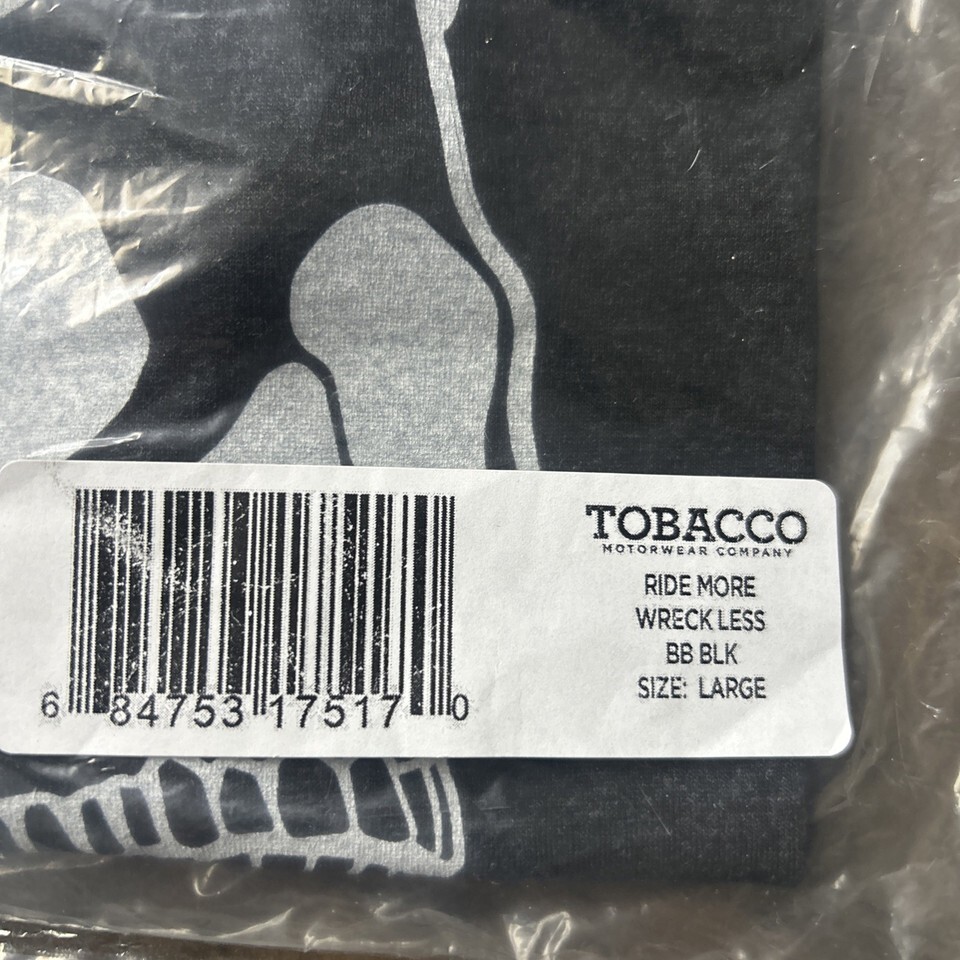 TOBACCO
MOTORWEAR COMPANY
RIDE MORE
WRECK LESS
BB BLK
SIZE: LARGE
6 84753 17517 0